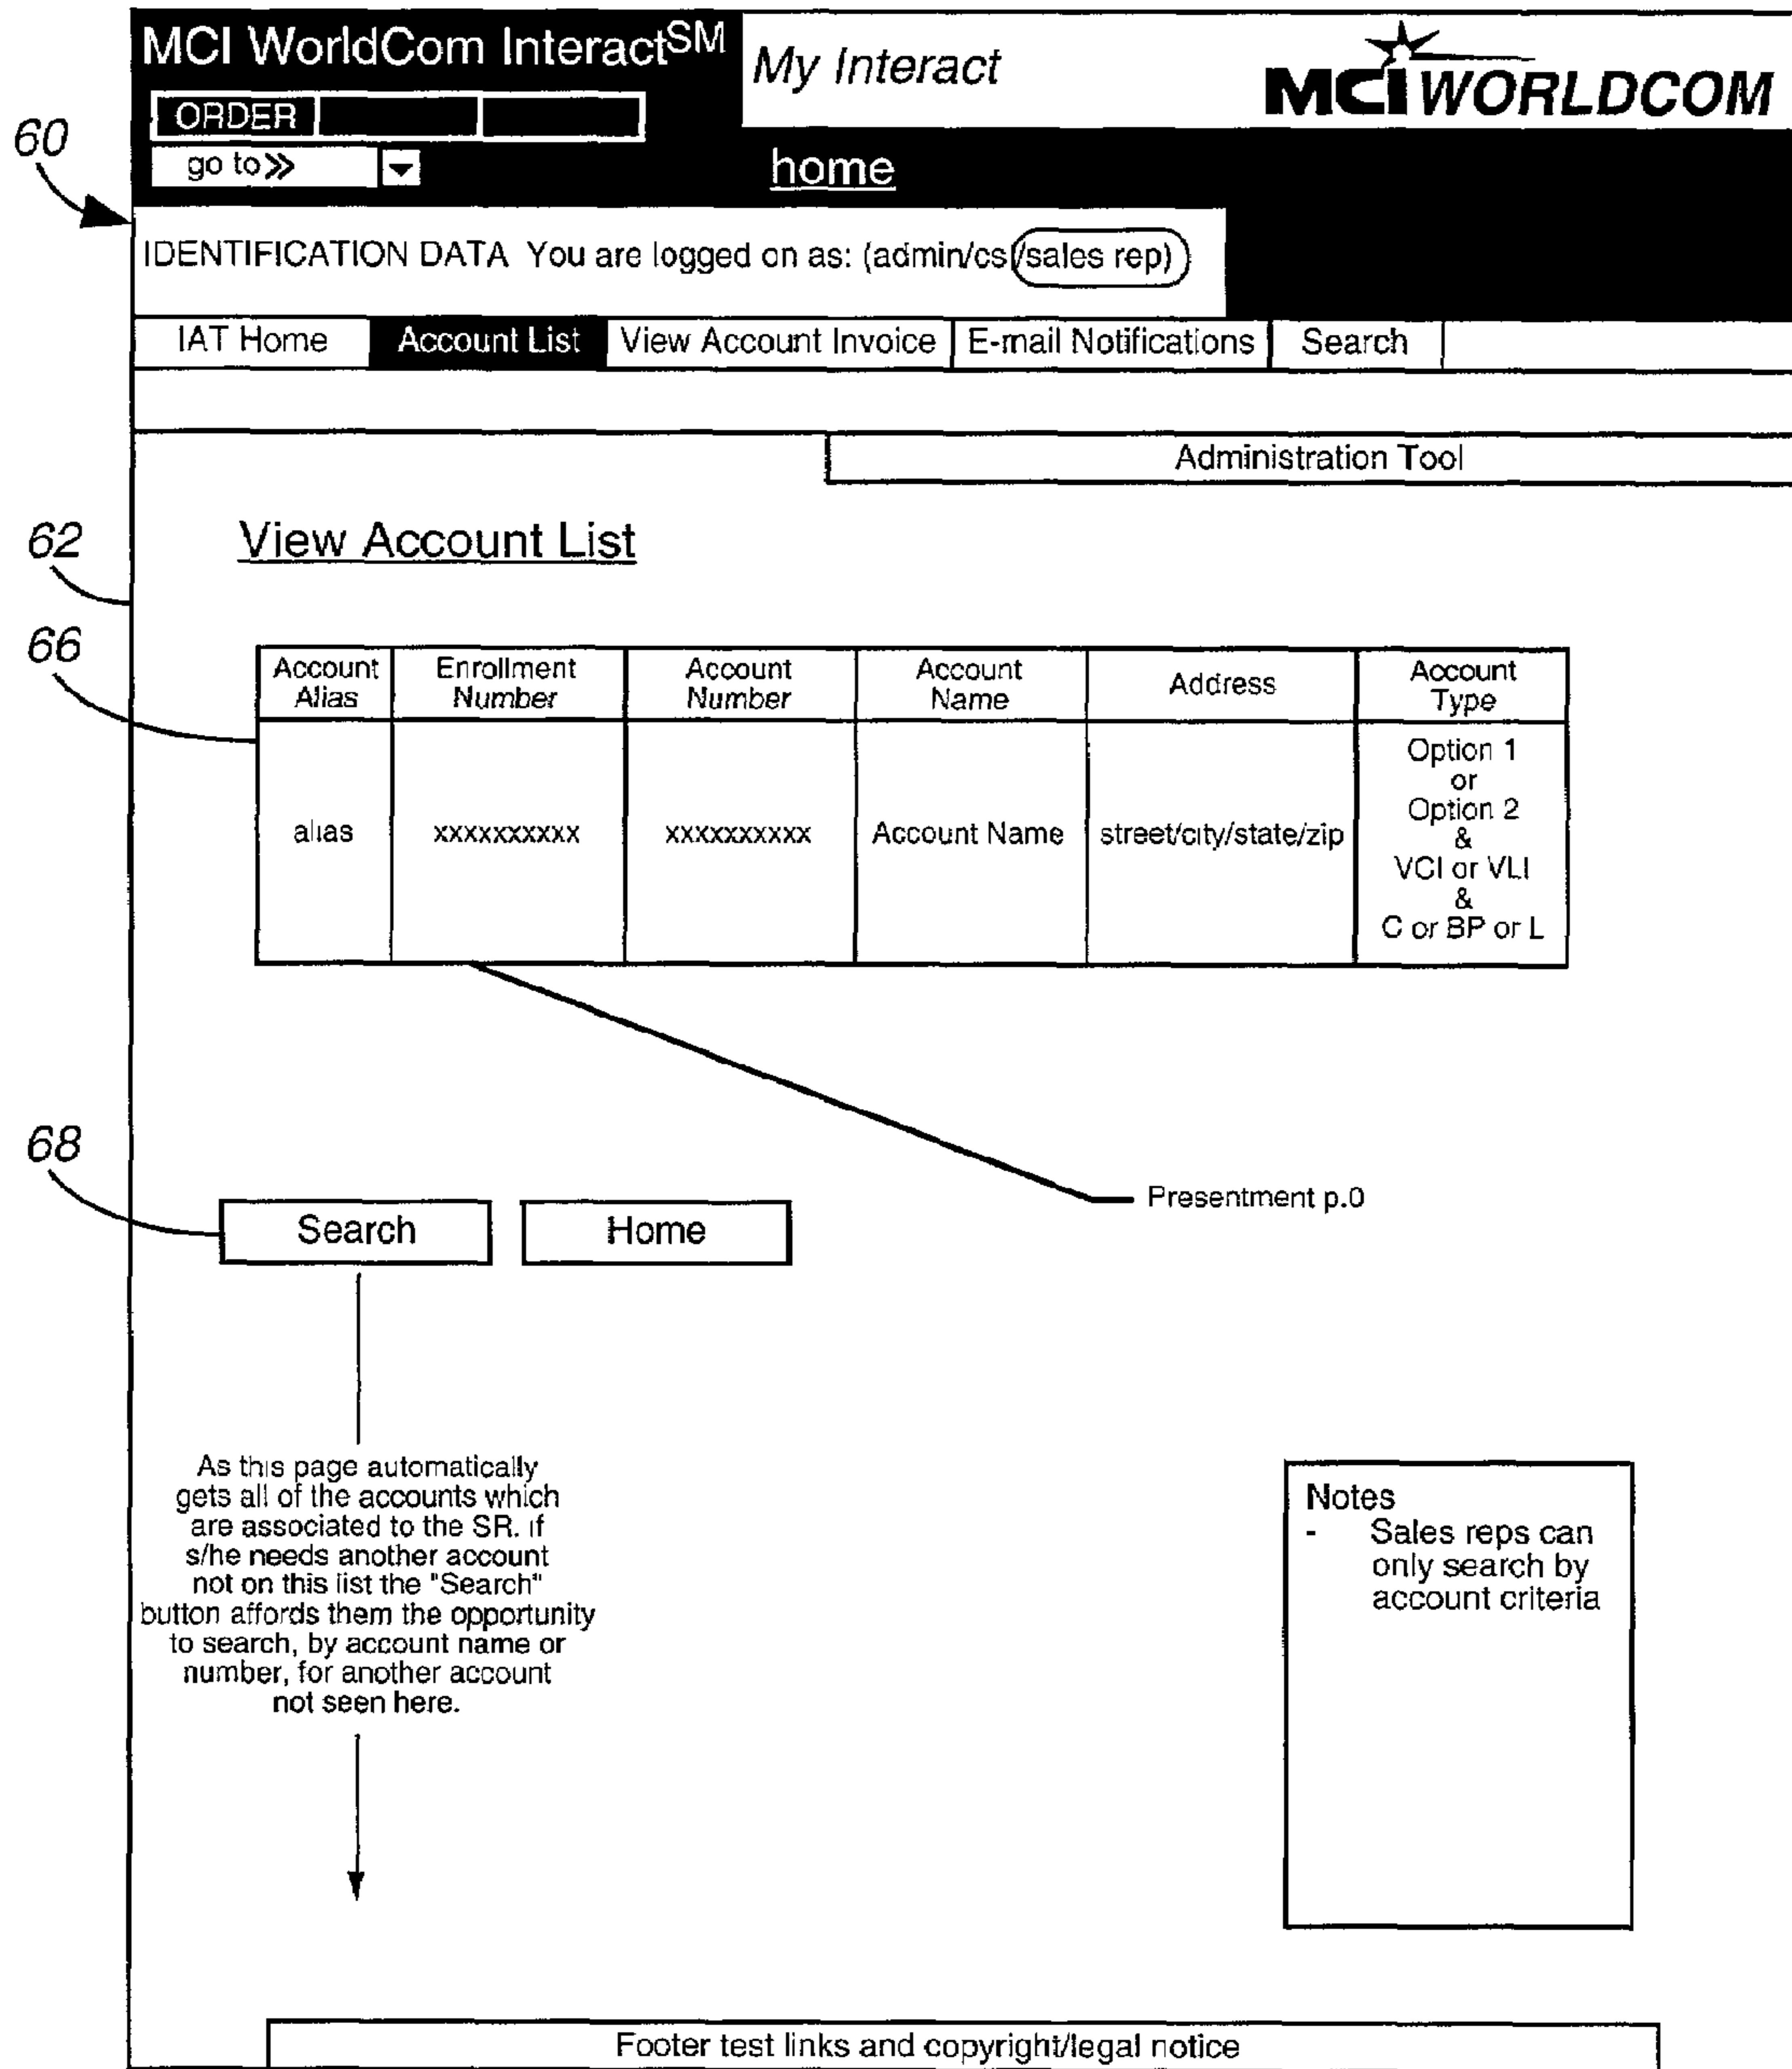 MCI WorldCom InteractSM
My Interact
MCI WORLDCOM
ORDER
60
go to»
home
IDENTIFICATION DATA You are logged on as: (admin/cs/sales rep)
IAT Home Account List View Account Invoice E-mail Notifications Search
Administration Tool
62
View Account List
66
Account
Alias
Enrollment
Number
Account
Number
Account
Name
Address
Account
Type
alias
xxxxxxxxxx
xxxxxxxxxx
Account Name
street/city/state/zip
Option 1
or
Option 2
&
VCI or VLI
&
C or BP or L
68
Presentment p.0
Search
Home
As this page automatically
gets all of the accounts which
are associated to the SR. if
s/he needs another account
not on this list the "Search"
button affords them the opportunity
to search, by account name or
number, for another account
not seen here.
Notes
- Sales reps can
only search by
account criteria
Footer test links and copyright/legal notice